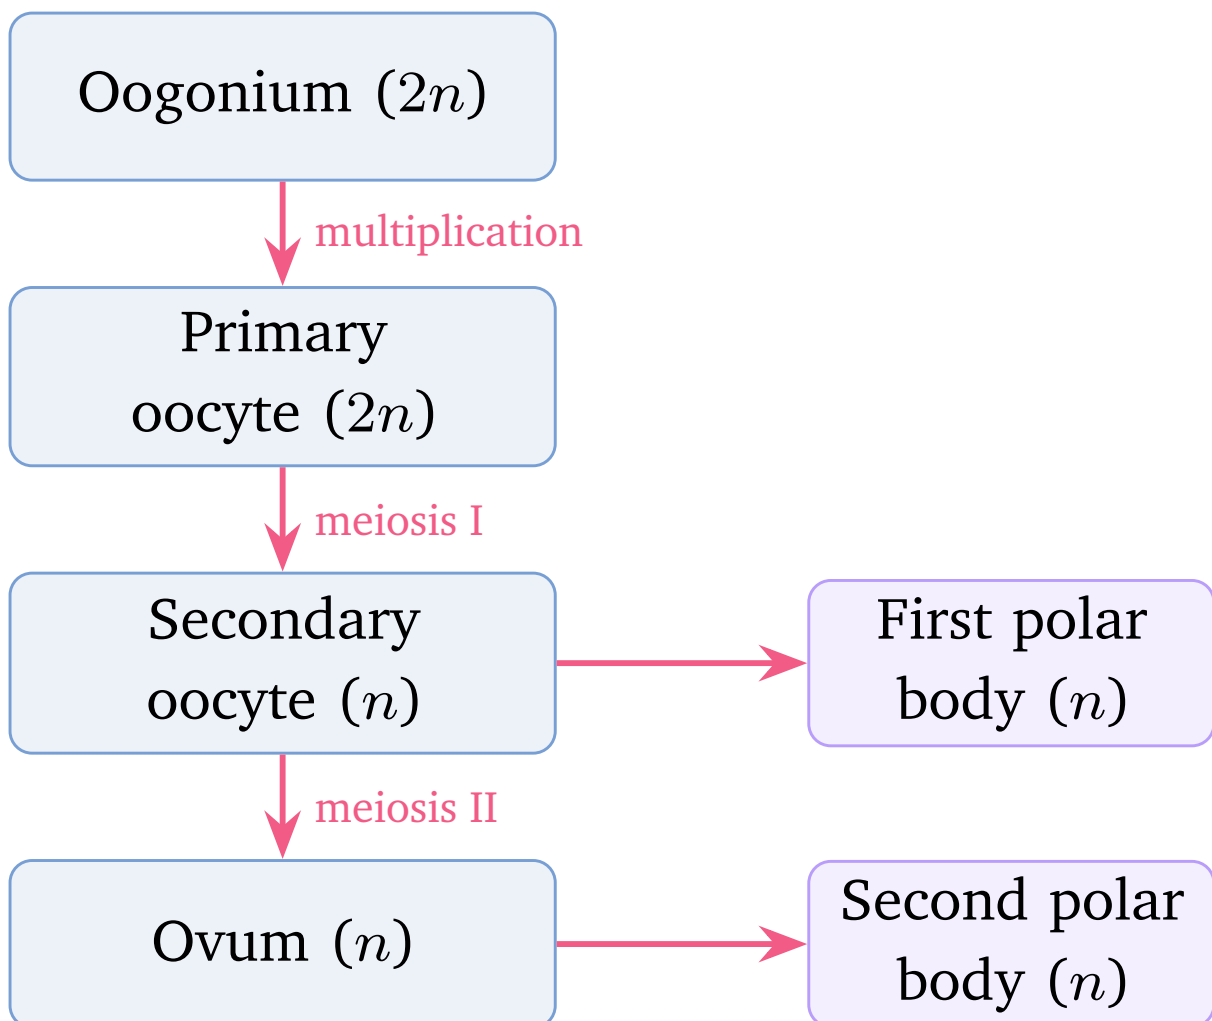 Oogonium (2n)
multiplication
Primary
oocyte (2n)
meiosis I
Secondary
oocyte (n)
First polar
body (n)
meiosis II
Ovum (n)
Second polar
body (n)